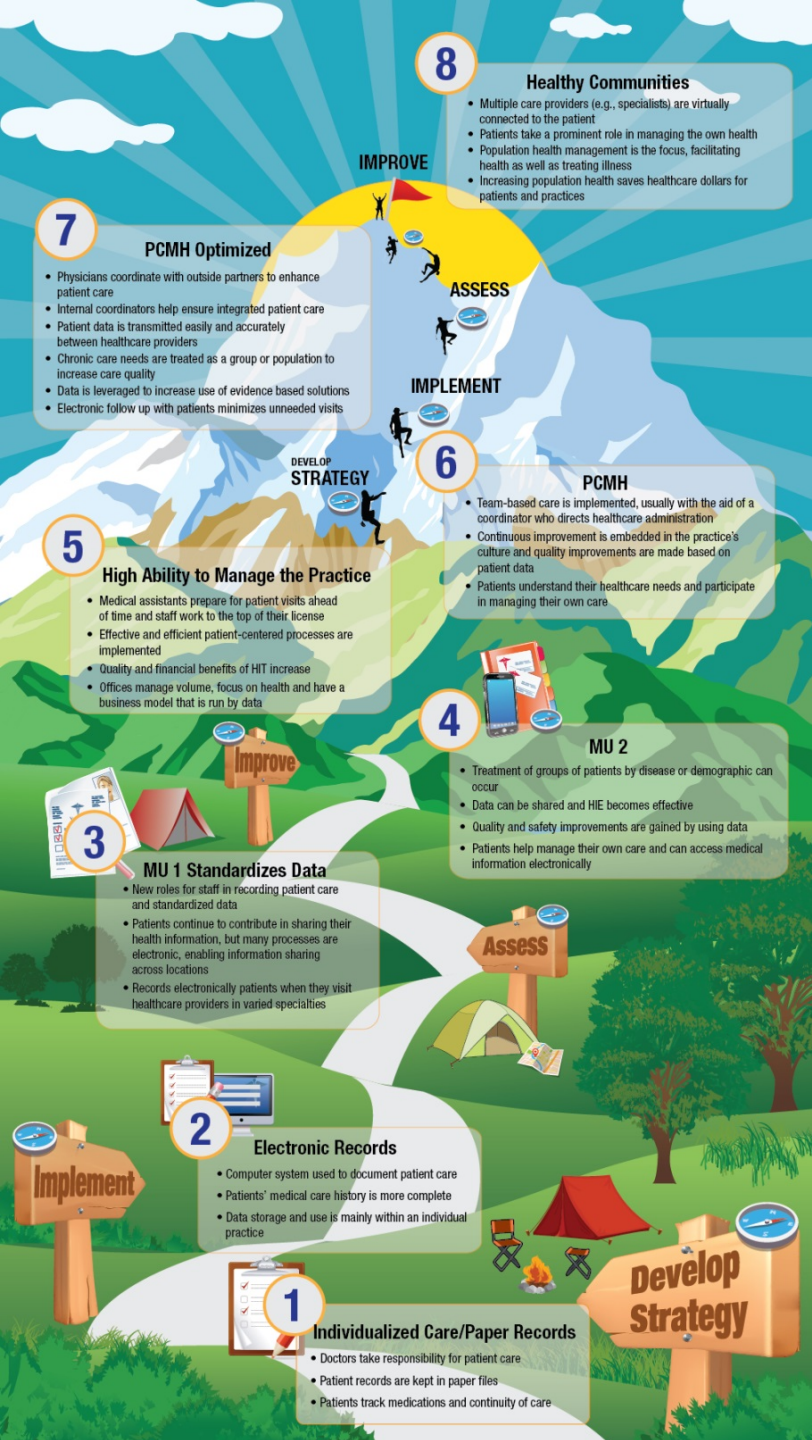 8
Healthy Communities
• Multiple care providers (e.g., specialists) are virtually
connected to the patient
• Patients take a prominent role in managing the own health
• Population health management is the focus, facilitating
health as well as treating illness
• Increasing population health saves healthcare dollars for
patients and practices
IMPROVE
7
PCMH Optimized
• Physicians coordinate with outside partners to enhance
patient care
• Internal coordinators help ensure integrated patient care
• Patient data is transmitted easily and accurately
between healthcare providers
• Chronic care needs are treated as a group or population to
increase care quality
• Data is leveraged to increase use of evidence based solutions
• Electronic follow up with patients minimizes unneeded visits
ASSESS
IMPLEMENT
DEVELOP
STRATEGY
6
PCMH
• Team-based care is implemented, usually with the aid of a
coordinator who directs healthcare administration
• Continuous improvement is embedded in the practice's
culture and quality improvements are made based on
patient data
• Patients understand their healthcare needs and participate
in managing their own care
5
High Ability to Manage the Practice
• Medical assistants prepare for patient visits ahead
of time and staff work to the top of their license
• Effective and efficient patient-centered processes are
implemented
• Quality and financial benefits of HIT increase
• Offices manage volume, focus on health and have a
business model that is run by data
4
MU 2
• Treatment of groups of patients by disease or demographic can
occur
• Data can be shared and HIE becomes effective
• Quality and safety improvements are gained by using data
• Patients help manage their own care and can access medical
information electronically
Improve
3
MU 1 Standardizes Data
• New roles for staff in recording patient care
and standardized data
• Patients continue to contribute in sharing their
health information, but many processes are
electronic, enabling information sharing
across locations
• Records electronically patients when they visit
healthcare providers in varied specialties
Assess
2
Electronic Records
• Computer system used to document patient care
• Patients' medical care history is more complete
• Data storage and use is mainly within an individual
practice
Implement
Develop
Strategy
1
Individualized Care/Paper Records
• Doctors take responsibility for patient care
• Patient records are kept in paper files
• Patients track medications and continuity of care